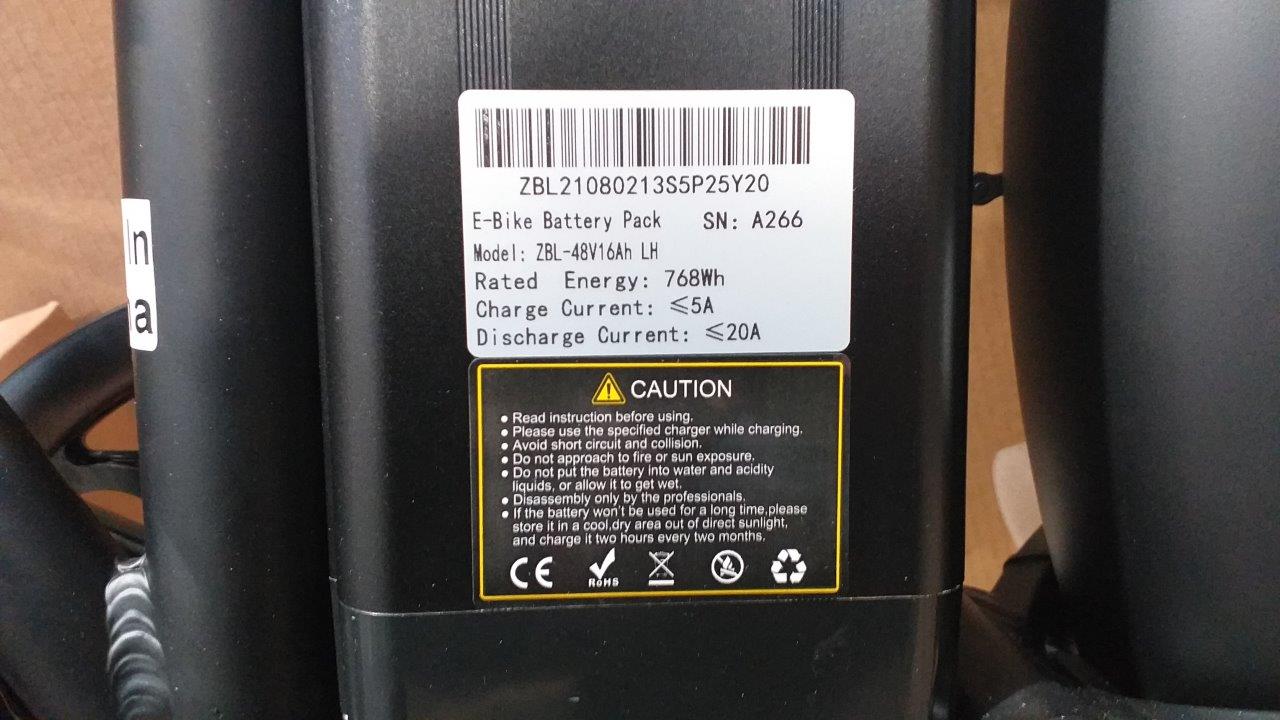 ZBL21080213S5P25Y20
E-Bike Battery Pack SN: A266
Model: ZBL-48V16Ah LH
Rated Energy: 768Wh
Charge Current: ≤5A
Discharge Current: ≤20A
In
a
CAUTION
• Read instruction before using.
• Please use the specified charger while charging.
• Avoid short circuit and collision.
• Do not approach to fire or sun exposure.
• Do not put the battery into water and acidity
liquids, or allow it to get wet.
• Disassembly only by the professionals.
• If the battery won't be used for a long time,please
store it in a cool,dry area out of direct sunlight,
and charge it two hours every two months.
CE RoHS